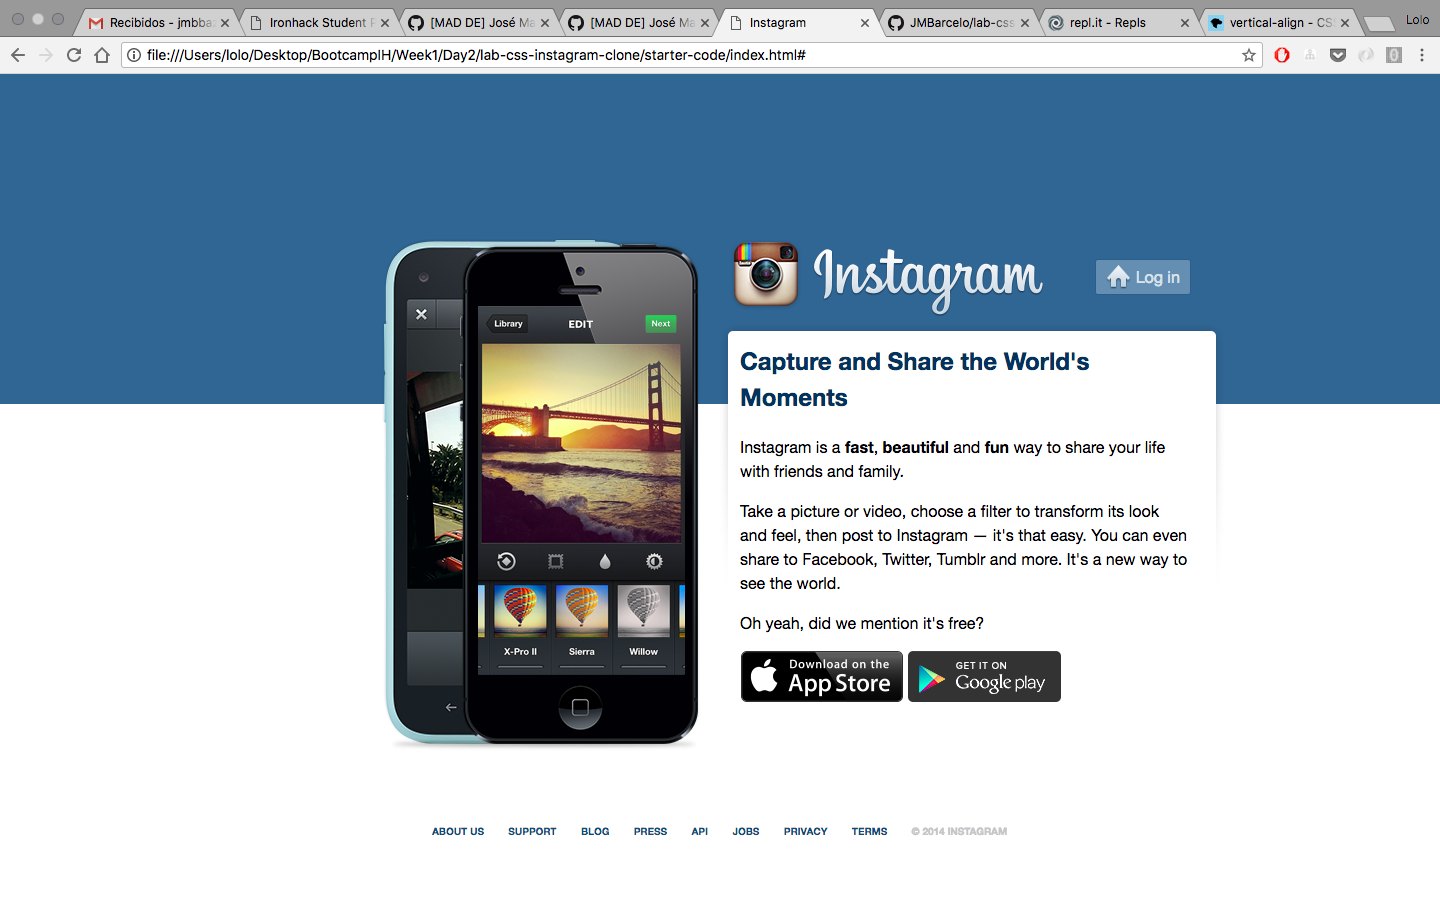 Recibidos - jmbba
Ironhack Student
[MAD DE] José Ma
[MAD DE] José Ma
Instagram
JMBarcelo/lab-css
repl.it - Repls
vertical-align - CS
Lolo
file:///Users/lolo/Desktop/BootcampIH/Week1/Day2/lab-css-instagram-clone/starter-code/index.html#
Instagram
Log in
Library
EDIT
Next
X-Pro II
Sierra
Willow
Capture and Share the World's
Moments
Instagram is a fast, beautiful and fun way to share your life
with friends and family.
Take a picture or video, choose a filter to transform its look
and feel, then post to Instagram — it's that easy. You can even
share to Facebook, Twitter, Tumblr and more. It's a new way to
see the world.
Oh yeah, did we mention it's free?
Download on the
App Store
GET IT ON
Google play
ABOUT US SUPPORT BLOG PRESS API JOBS PRIVACY TERMS © 2014 INSTAGRAM